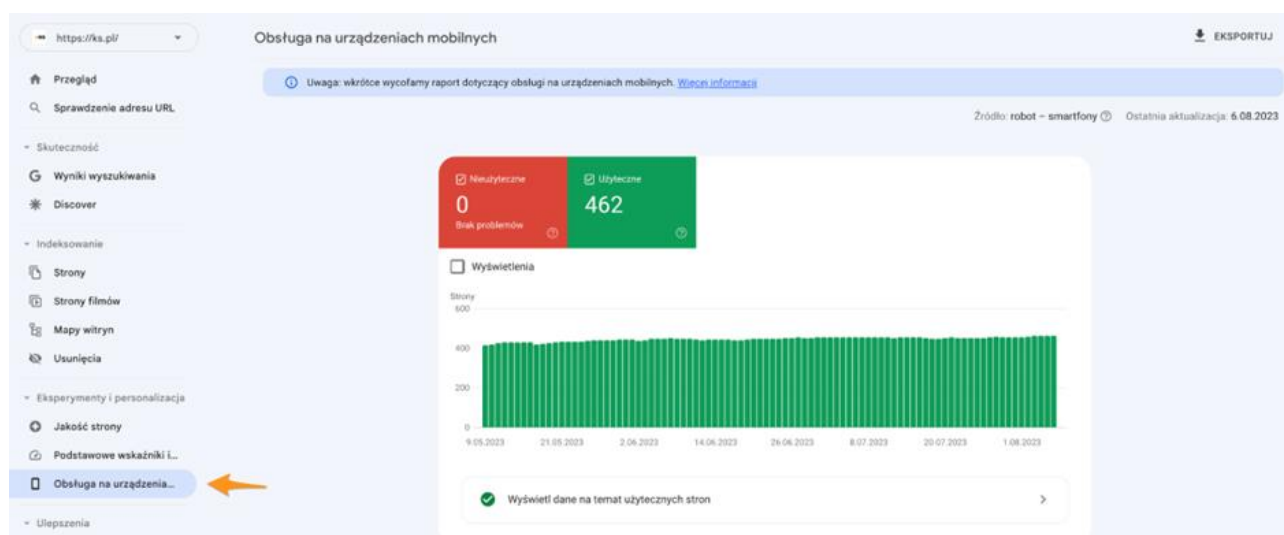 https://ks.pl/
Obsługa na urządzeniach mobilnych
EKSPORTUJ
Przegląd
Sprawdzenie adresu URL
Uwaga: wkrótce wycofamy raport dotyczący obsługi na urządzeniach mobilnych. Więcej informacji
Źródło: robot – smartfony
Ostatnia aktualizacja: 6.08.2023
Skuteczność
Wyniki wyszukiwania
Discover
Indeksowanie
Strony
Strony filmów
Mapy witryn
Usunięcia
Eksperymenty i personalizacja
Jakość strony
Podstawowe wskaźniki i...
Obsługa na urządzenia...
Ulepszenia
Nieużyteczne
0
Brak problemów
Użyteczne
462
Wyświetlenia
Strony
600
400
200
0
9.05.2023 21.05.2023 2.06.2023 14.06.2023 26.06.2023 8.07.2023 20.07.2023 1.08.2023
Wyświetl dane na temat użytecznych stron